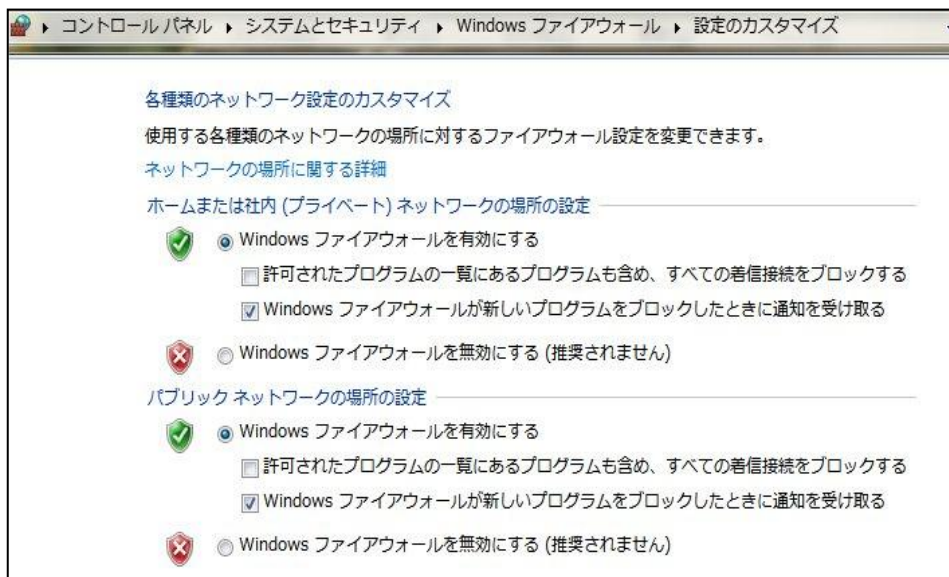 コントロール パネル ▸ システムとセキュリティ ▸ Windows ファイアウォール ▸ 設定のカスタマイズ
各種類のネットワーク設定のカスタマイズ
使用する各種類のネットワークの場所に対するファイアウォール設定を変更できます。
ネットワークの場所に関する詳細
ホームまたは社内 (プライベート) ネットワークの場所の設定
Windows ファイアウォールを有効にする
許可されたプログラムの一覧にあるプログラムも含め、すべての着信接続をブロックする
Windows ファイアウォールが新しいプログラムをブロックしたときに通知を受け取る
Windows ファイアウォールを無効にする (推奨されません)
パブリック ネットワークの場所の設定
Windows ファイアウォールを有効にする
許可されたプログラムの一覧にあるプログラムも含め、すべての着信接続をブロックする
Windows ファイアウォールが新しいプログラムをブロックしたときに通知を受け取る
Windows ファイアウォールを無効にする (推奨されません)